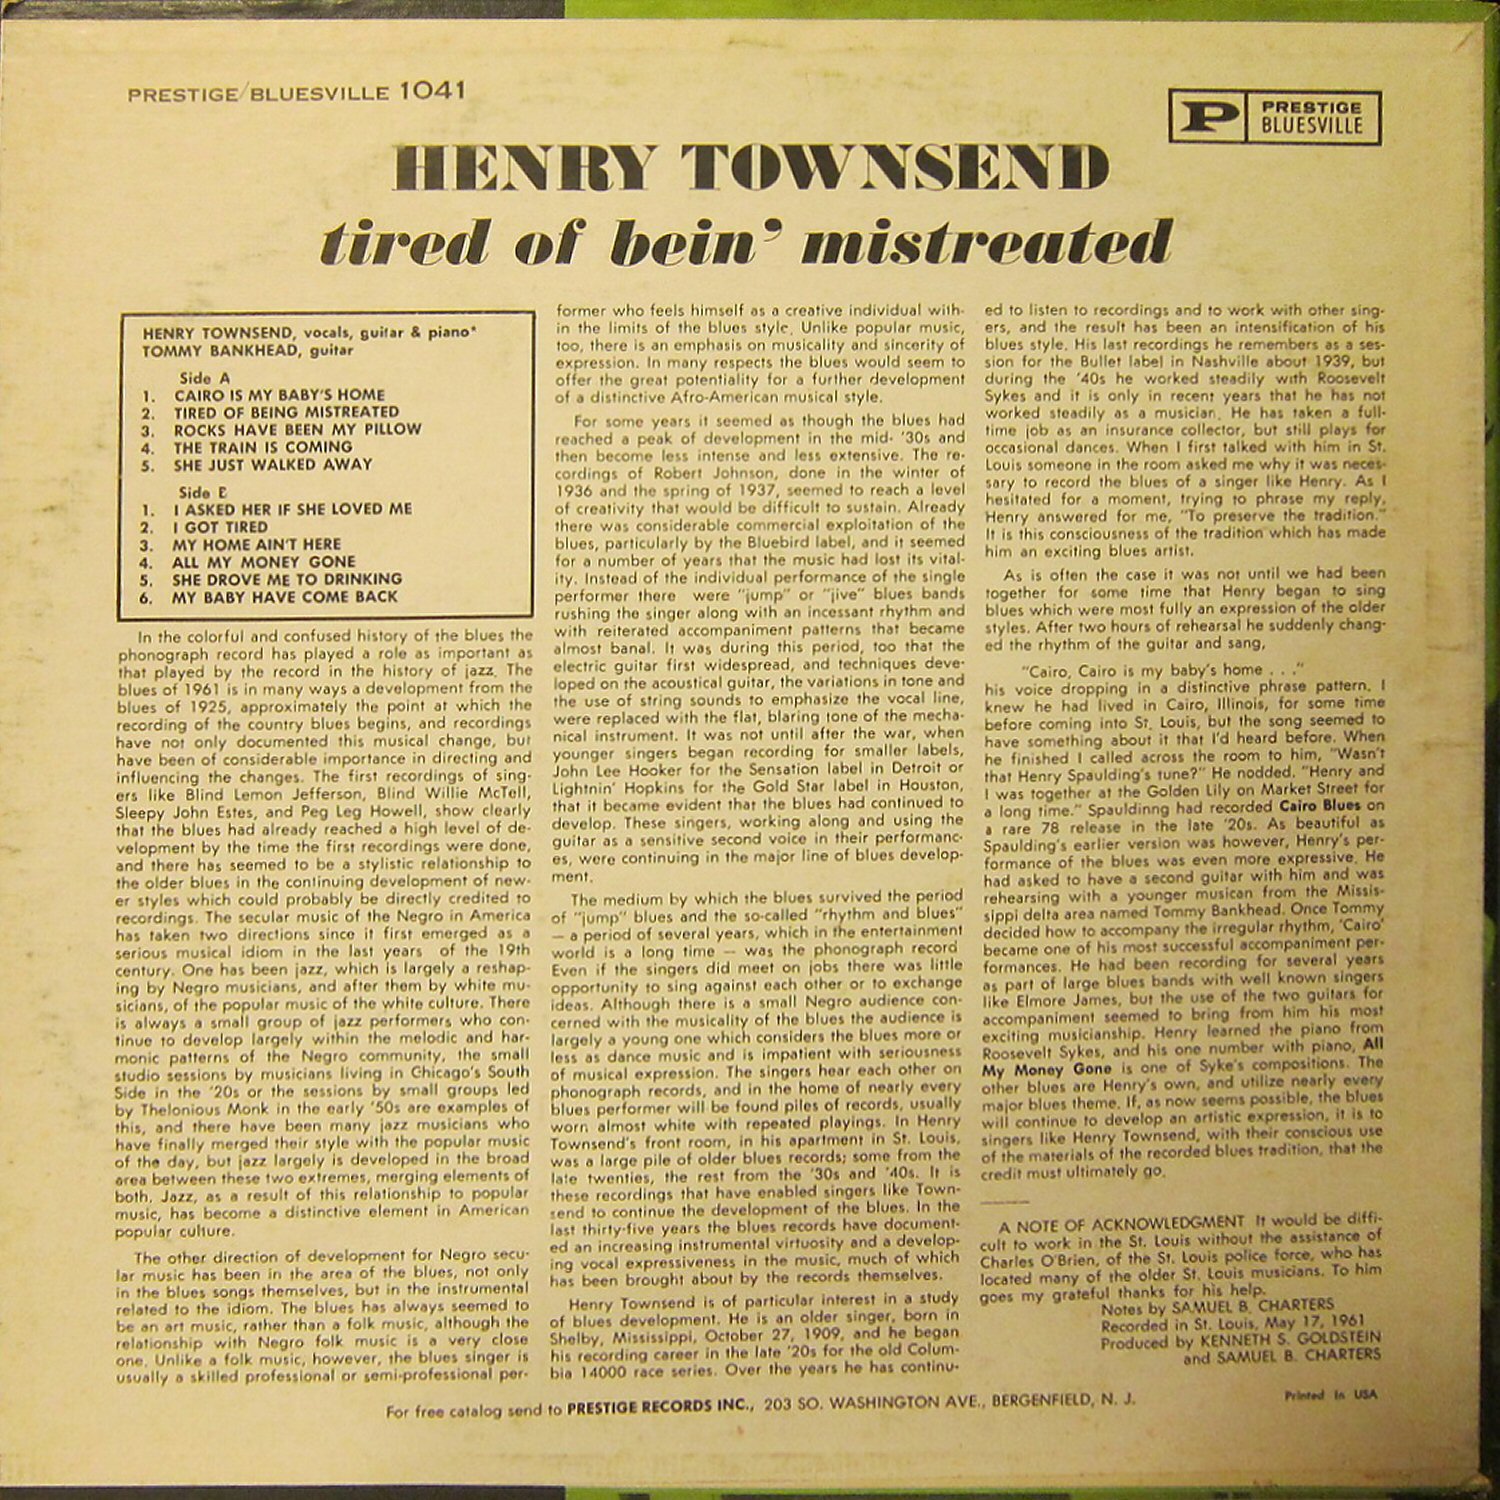 PRESTIGE/BLUESVILLE 1041
P PRESTIGE
BLUESVILLE
HENRY TOWNSEND
tired of bein' mistreated
HENRY TOWNSEND, vocals, guitar & piano*
TOMMY BANKHEAD, guitar
Side A
1. CAIRO IS MY BABY'S HOME
2. TIRED OF BEING MISTREATED
3. ROCKS HAVE BEEN MY PILLOW
4. THE TRAIN IS COMING
5. SHE JUST WALKED AWAY
Side B
1. I ASKED HER IF SHE LOVED ME
2. I GOT TIRED
3. MY HOME AIN'T HERE
4. ALL MY MONEY GONE
5. SHE DROVE ME TO DRINKING
6. MY BABY HAVE COME BACK
In the colorful and confused history of the blues the
phonograph record has played a role as important as
that played by the record in the history of jazz. The
blues of 1961 is in many ways a development from the
blues of 1925, approximately the point at which the
recording of the country blues begins, and recordings
have not only documented this musical change, but
have been of considerable importance in directing and
influencing the changes. The first recordings of sing-
ers like Blind Lemon Jefferson, Blind Willie McTell,
Sleepy John Estes, and Peg Leg Howell, show clearly
that the blues had already reached a high level of de-
velopment by the time the first recordings were done,
and there has seemed to be a stylistic relationship to
the older blues in the continuing development of new-
er styles which could probably be directly credited to
recordings. The secular music of the Negro in America
has taken two directions since it first emerged as a
serious musical idiom in the last years of the 19th
century. One has been jazz, which is largely a reshap-
ing by Negro musicians, and after them by white mu-
sicians, of the popular music of the white culture. There
is always a small group of jazz performers who con-
tinue to develop largely within the melodic and har-
monic patterns of the Negro community, the small
studio sessions by musicians living in Chicago's South
Side in the '20s or the sessions by small groups led
by Thelonious Monk in the early '50s are examples of
this, and there have been many jazz musicians who
have finally merged their style with the popular music
of the day, but jazz largely is developed in the broad
area between these two extremes, merging elements of
both. Jazz, as a result of this relationship to popular
music, has become a distinctive element in American
popular culture.
The other direction of development for Negro secu-
lar music has been in the area of the blues, not only
in the blues songs themselves, but in the instrumental
related to the idiom. The blues has always seemed to
be an art music, rather than a folk music, although the
relationship with Negro folk music is a very close
one. Unlike a folk music, however, the blues singer is
usually a skilled professional or semi-professional per-
former who feels himself as a creative individual with-
in the limits of the blues style. Unlike popular music,
too, there is an emphasis on musicality and sincerity of
expression. In many respects the blues would seem to
offer the great potentiality for a further development
of a distinctive Afro-American musical style.
For some years it seemed as though the blues had
reached a peak of development in the mid- '30s and
then become less intense and less extensive. The re-
cordings of Robert Johnson, done in the winter of
1936 and the spring of 1937, seemed to reach a level
of creativity that would be difficult to sustain. Already
there was considerable commercial exploitation of the
blues, particularly by the Bluebird label, and it seemed
for a number of years that the music had lost its vital-
ity. Instead of the individual performance of the single
performer there were "jump" or "jive" blues bands
rushing the singer along with an incessant rhythm and
with reiterated accompaniment patterns that became
almost banal. It was during this period, too that the
electric guitar first widespread, and techniques deve-
loped on the acoustical guitar, the variations in tone and
the use of string sounds to emphasize the vocal line,
were replaced with the flat, blaring tone of the mecha-
nical instrument. It was not until after the war, when
younger singers began recording for smaller labels,
John Lee Hooker for the Sensation label in Detroit or
Lightnin' Hopkins for the Gold Star label in Houston,
that it became evident that the blues had continued to
develop. These singers, working along and using the
guitar as a sensitive second voice in their performanc-
es, were continuing in the major line of blues develop-
ment.
The medium by which the blues survived the period
of "jump" blues and the so-called "rhythm and blues"
— a period of several years, which in the entertainment
world is a long time — was the phonograph record
Even if the singers did meet on jobs there was little
opportunity to sing against each other or to exchange
ideas. Although there is a small Negro audience con-
cerned with the musicality of the blues the audience is
largely a young one which considers the blues more or
less as dance music and is impatient with seriousness
of musical expression. The singers hear each other on
phonograph records, and in the home of nearly every
blues performer will be found piles of records, usually
worn almost white with repeated playings. In Henry
Townsend's front room, in his apartment in St. Louis,
was a large pile of older blues records; some from the
late twenties, the rest from the '30s and '40s. It is
these recordings that have enabled singers like Town-
send to continue the development of the blues. In the
last thirty-five years the blues records have document-
ed an increasing instrumental virtuosity and a develop-
ing vocal expressiveness in the music, much of which
has been brought about by the records themselves.
Henry Townsend is of particular interest in a study
of blues development. He is an older singer, born in
Shelby, Mississippi, October 27, 1909, and he began
his recording career in the late '20s for the old Colum-
bia 14000 race series. Over the years he has continu-
ed to listen to recordings and to work with other sing-
ers, and the result has been an intensification of his
blues style. His last recordings he remembers as a ses-
sion for the Bullet label in Nashville about 1939, but
during the '40s he worked steadily with Roosevelt
Sykes and it is only in recent years that he has not
worked steadily as a musician. He has taken a full-
time job as an insurance collector, but still plays for
occasional dances. When I first talked with him in St.
Louis someone in the room asked me why it was neces-
sary to record the blues of a singer like Henry. As I
hesitated for a moment, trying to phrase my reply,
Henry answered for me, "To preserve the tradition."
It is this consciousness of the tradition which has made
him an exciting blues artist.
As is often the case it was not until we had been
together for some time that Henry began to sing
blues which were most fully an expression of the older
styles. After two hours of rehearsal he suddenly chang-
ed the rhythm of the guitar and sang,
"Cairo, Cairo is my baby's home . . ."
his voice dropping in a distinctive phrase pattern. I
knew he had lived in Cairo, Illinois, for some time
before coming into St. Louis, but the song seemed to
have something about it that I'd heard before. When
he finished I called across the room to him, "Wasn't
that Henry Spaulding's tune?" He nodded. "Henry and
I was together at the Golden Lily on Market Street for
a long time." Spauldinng had recorded Cairo Blues on
a rare 78 release in the late '20s. As beautiful as
Spaulding's earlier version was however, Henry's per-
formance of the blues was even more expressive. He
had asked to have a second guitar with him and was
rehearsing with a younger musican from the Missis-
sippi delta area named Tommy Bankhead. Once Tommy
decided how to accompany the irregular rhythm, 'Cairo'
became one of his most successful accompaniment per-
formances. He had been recording for several years
as part of large blues bands with well known singers
like Elmore James, but the use of the two guitars for
accompaniment seemed to bring from him his most
exciting musicianship. Henry learned the piano from
Roosevelt Sykes, and his one number with piano, All
My Money Gone is one of Syke's compositions. The
other blues are Henry's own, and utilize nearly every
major blues theme. If, as now seems possible, the blues
will continue to develop an artistic expression, it is to
singers like Henry Townsend, with their conscious use
of the materials of the recorded blues tradition, that the
credit must ultimately go.
A NOTE OF ACKNOWLEDGMENT It would be diffi-
cult to work in the St. Louis without the assistance of
Charles O'Brien, of the St. Louis police force, who has
located many of the older St. Louis musicians. To him
goes my grateful thanks for his help.
Notes by SAMUEL B. CHARTERS
Recorded in St. Louis, May 17, 1961
Produced by KENNETH S. GOLDSTEIN
and SAMUEL B. CHARTERS
For free catalog send to PRESTIGE RECORDS INC., 203 SO. WASHINGTON AVE., BERGENFIELD, N. J.
Printed in USA